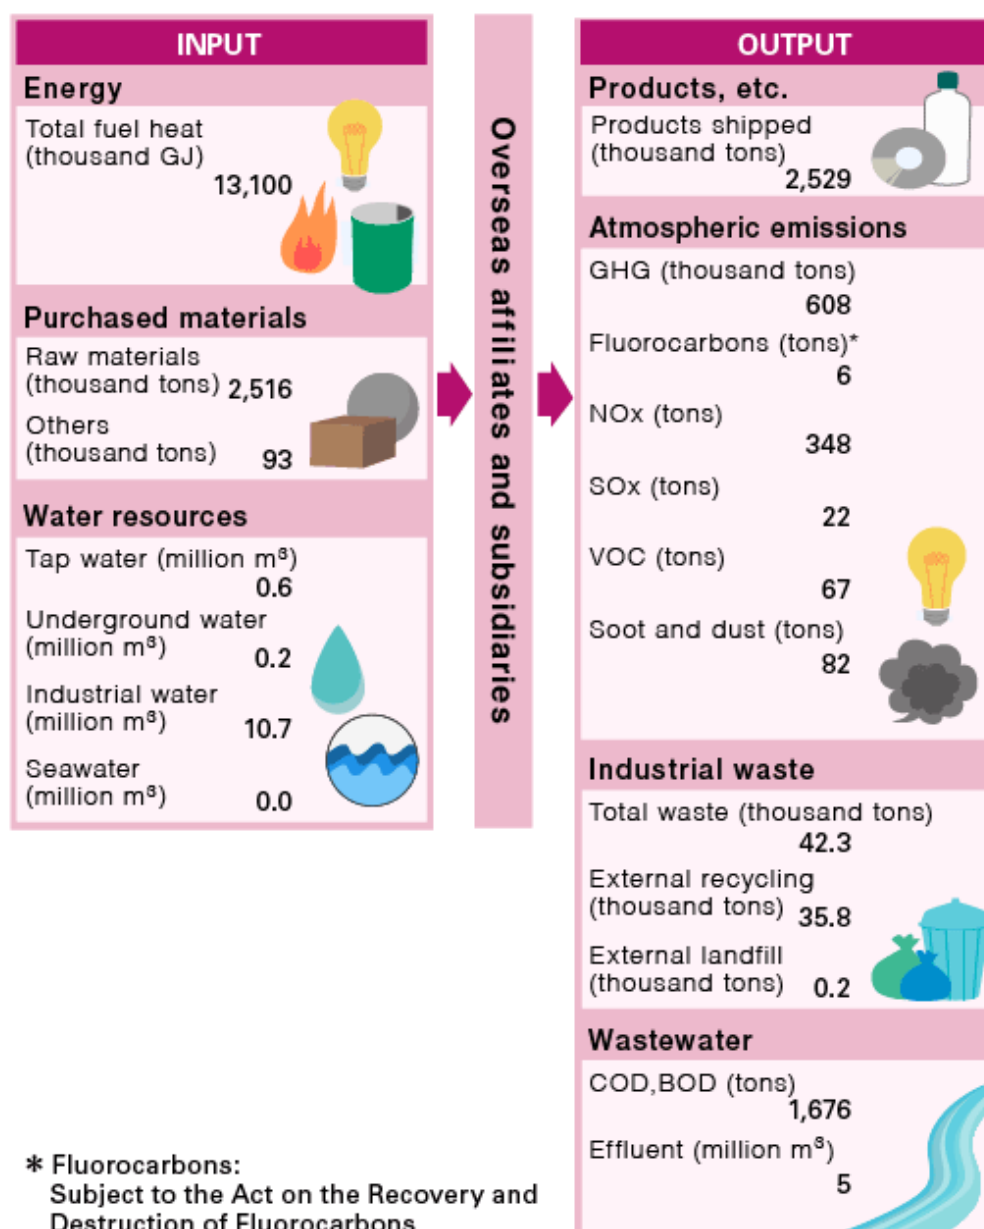 INPUT
Energy
Total fuel heat
(thousand GJ)
13,100
Purchased materials
Raw materials
(thousand tons) 2,516
Others
(thousand tons) 93
Water resources
Tap water (million m³)
0.6
Underground water
(million m³) 0.2
Industrial water
(million m³) 10.7
Seawater
(million m³) 0.0
Overseas affiliates and subsidiaries
OUTPUT
Products, etc.
Products shipped
(thousand tons)
2,529
Atmospheric emissions
GHG (thousand tons)
608
Fluorocarbons (tons)*
6
NOx (tons)
348
SOx (tons)
22
VOC (tons)
67
Soot and dust (tons)
82
Industrial waste
Total waste (thousand tons)
42.3
External recycling
(thousand tons) 35.8
External landfill
(thousand tons) 0.2
Wastewater
COD,BOD (tons)
1,676
Effluent (million m³)
5
* Fluorocarbons:
Subject to the Act on the Recovery and
Destruction of Fluorocarbons